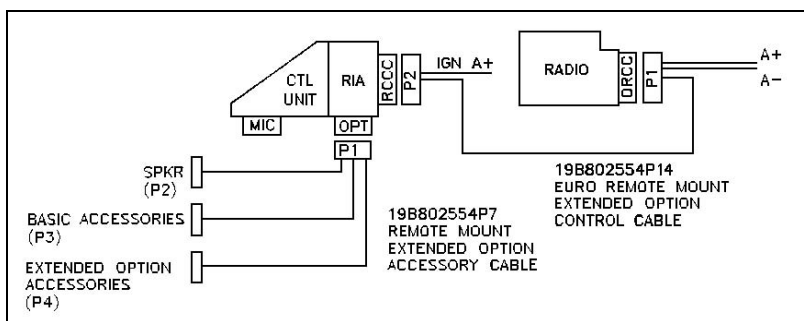 CTL
UNIT
RIA
RCCC
P2
IGN A+
RADIO
DRCC
P1
A+
A-
MIC
OPT
P1
SPKR
(P2)
BASIC ACCESSORIES
(P3)
EXTENDED OPTION
ACCESSORIES
(P4)
19B802554P7
REMOTE MOUNT
EXTENDED OPTION
ACCESSORY CABLE
19B802554P14
EURO REMOTE MOUNT
EXTENDED OPTION
CONTROL CABLE